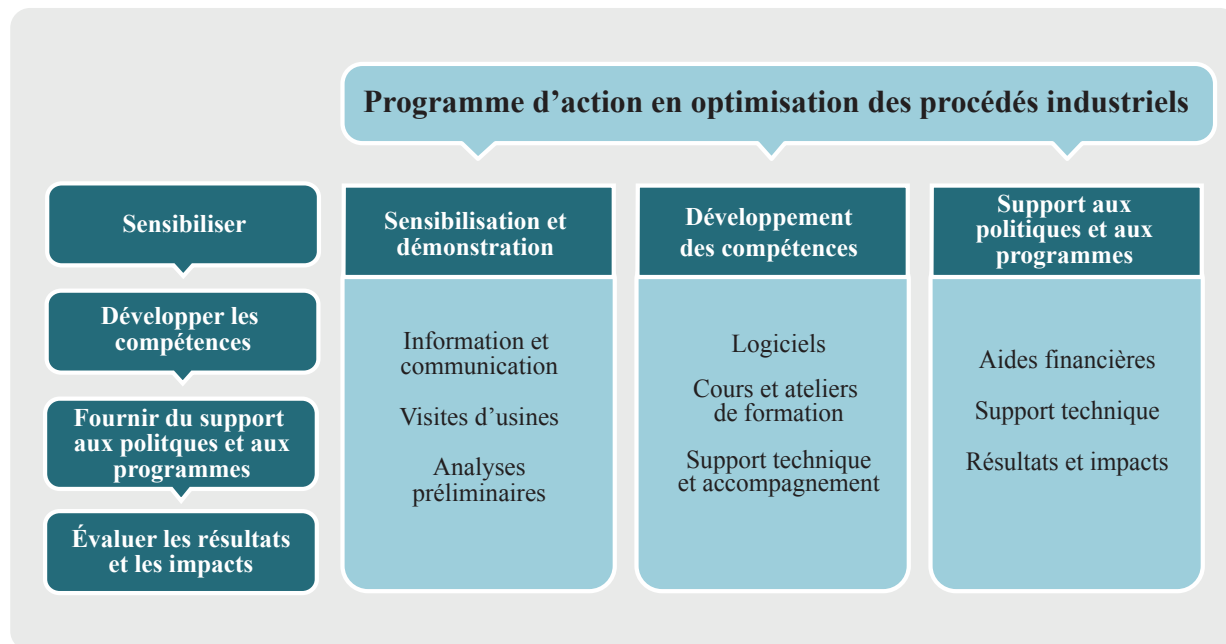 Programme d’action en optimisation des procédés industriels
Sensibiliser
Développer les
compétences
Fournir du support
aux politques et aux
programmes
Évaluer les résultats
et les impacts
Sensibilisation et
démonstration
Information et
communication
Visites d’usines
Analyses
préliminaires
Développement
des compétences
Logiciels
Cours et ateliers
de formation
Support technique
et accompagnement
Support aux
politiques et aux
programmes
Aides financières
Support technique
Résultats et impacts